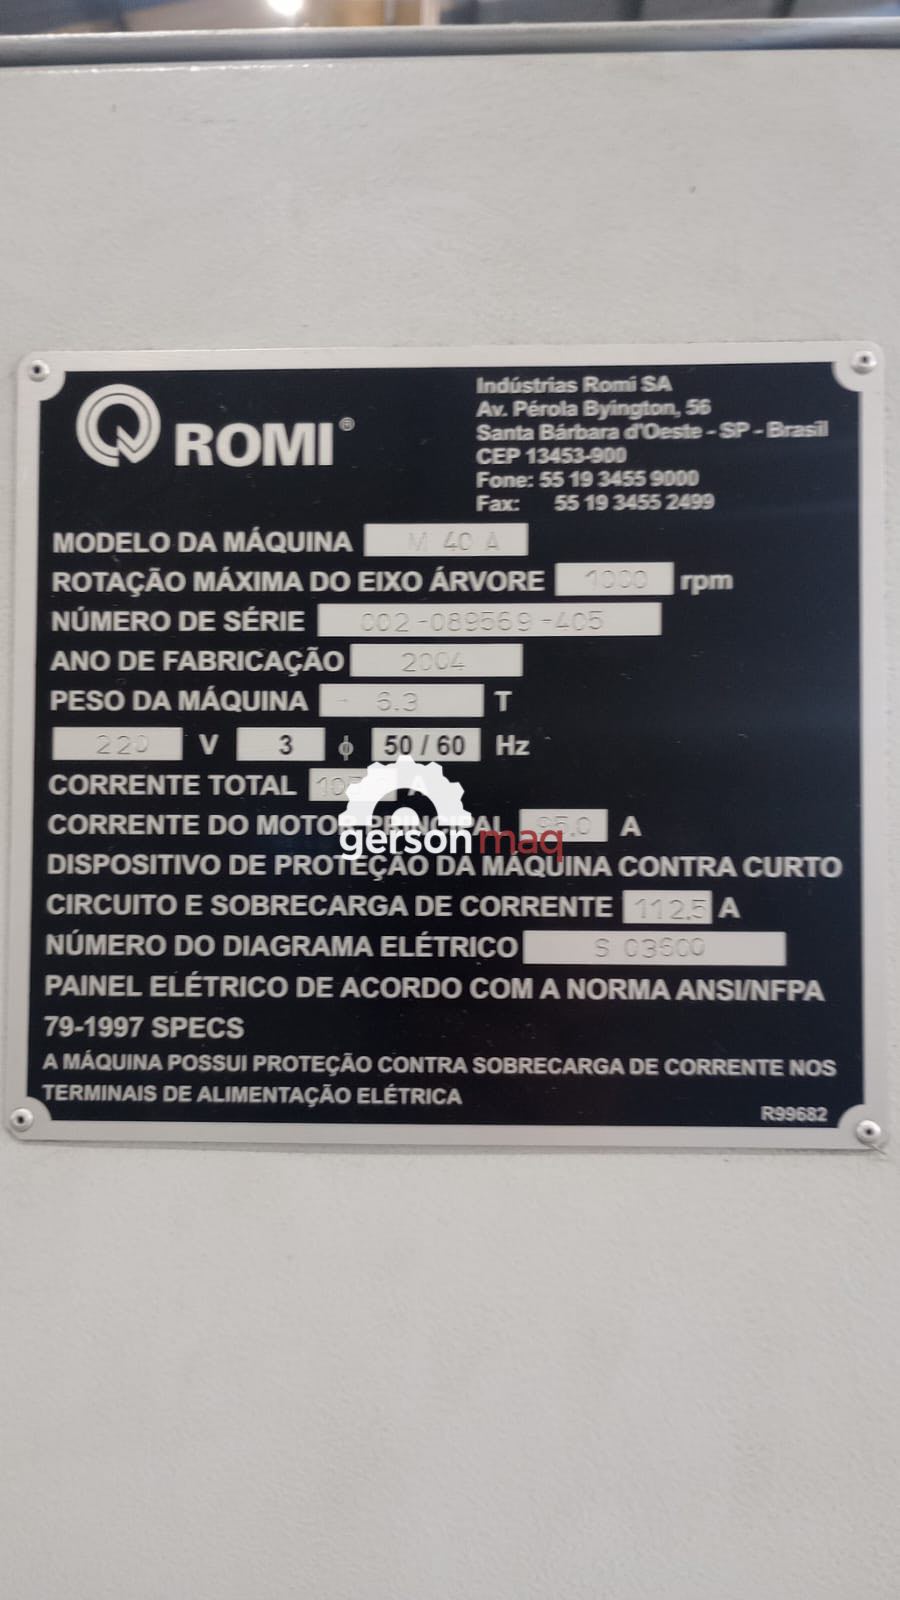 ROMI®
Indústrias Romi SA
Av. Pérola Byington, 56
Santa Bárbara d'Oeste - SP - Brasil
CEP 13453-900
Fone: 55 19 3455 9000
Fax: 55 19 3455 2499
MODELO DA MÁQUINA M 40 A
ROTAÇÃO MÁXIMA DO EIXO ÁRVORE 1000 rpm
NÚMERO DE SÉRIE 002-089569-405
ANO DE FABRICAÇÃO 2004
PESO DA MÁQUINA - 6.3 T
220 V 3 ϕ 50 / 60 Hz
CORRENTE TOTAL A
CORRENTE DO MOTOR PRINCIPAL A
gersonmaq
DISPOSITIVO DE PROTEÇÃO DA MÁQUINA CONTRA CURTO
CIRCUITO E SOBRECARGA DE CORRENTE 112.5 A
NÚMERO DO DIAGRAMA ELÉTRICO
PAINEL ELÉTRICO DE ACORDO COM A NORMA ANSI/NFPA
79-1997 SPECS
A MÁQUINA POSSUI PROTEÇÃO CONTRA SOBRECARGA DE CORRENTE NOS
TERMINAIS DE ALIMENTAÇÃO ELÉTRICA
R99682